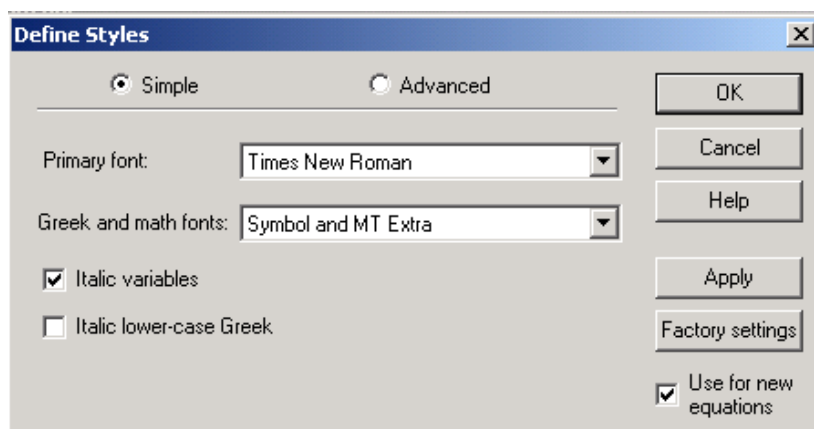 Define Styles
Simple
Advanced
OK
Primary font:
Times New Roman
Cancel
Greek and math fonts:
Symbol and MT Extra
Help
Italic variables
Apply
Italic lower-case Greek
Factory settings
Use for new
equations